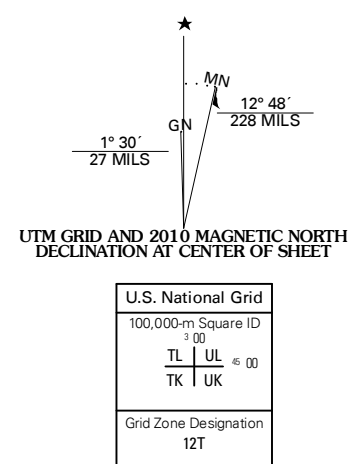 ★
MN
GN
12° 48´
228 MILS
1° 30´
27 MILS
UTM GRID AND 2010 MAGNETIC NORTH
DECLINATION AT CENTER OF SHEET
U.S. National Grid
100,000-m Square ID
3 00
TL UL 45 00
TK UK
Grid Zone Designation
12T